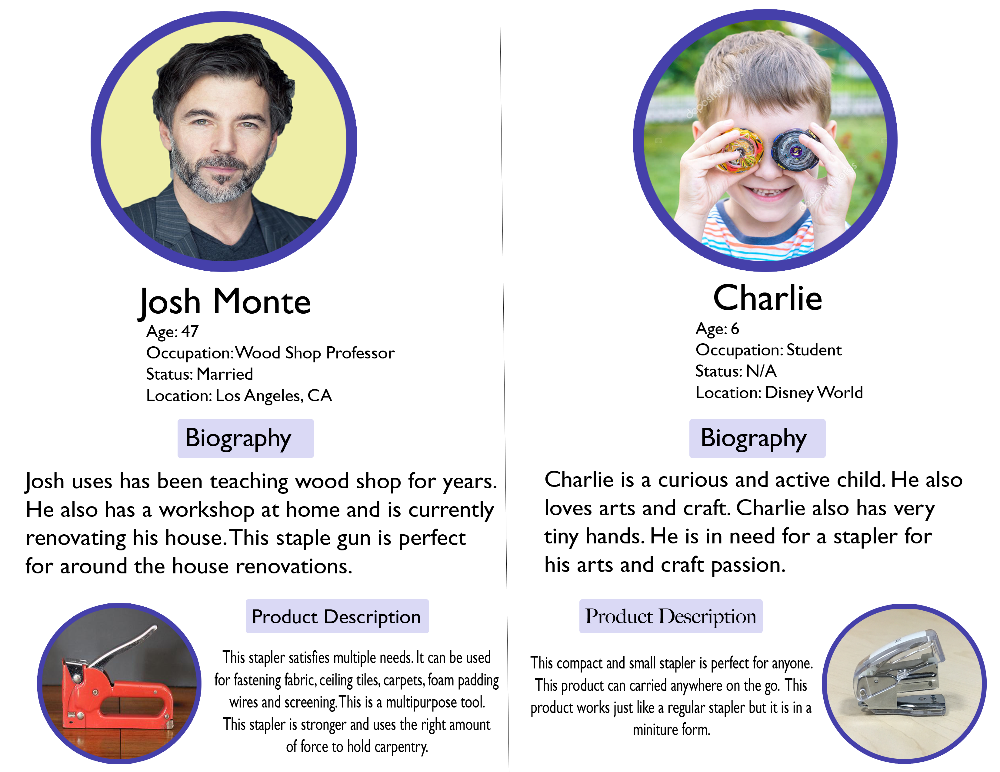 Josh Monte
Age: 47
Occupation: Wood Shop Professor
Status: Married
Location: Los Angeles, CA
Biography
Josh uses has been teaching wood shop for years.
He also has a workshop at home and is currently
renovating his house. This staple gun is perfect
for around the house renovations.
Product Description
This stapler satisfies multiple needs. It can be used
for fastening fabric, ceiling tiles, carpets, foam padding
wires and screening. This is a multipurpose tool.
This stapler is stronger and uses the right amount
of force to hold carpentry.
depositphotos
depositphotos
Charlie
Age: 6
Occupation: Student
Status: N/A
Location: Disney World
Biography
Charlie is a curious and active child. He also
loves arts and craft. Charlie also has very
tiny hands. He is in need for a stapler for
his arts and craft passion.
Product Description
This compact and small stapler is perfect for anyone.
This product can carried anywhere on the go. This
product works just like a regular stapler but it is in a
miniture form.